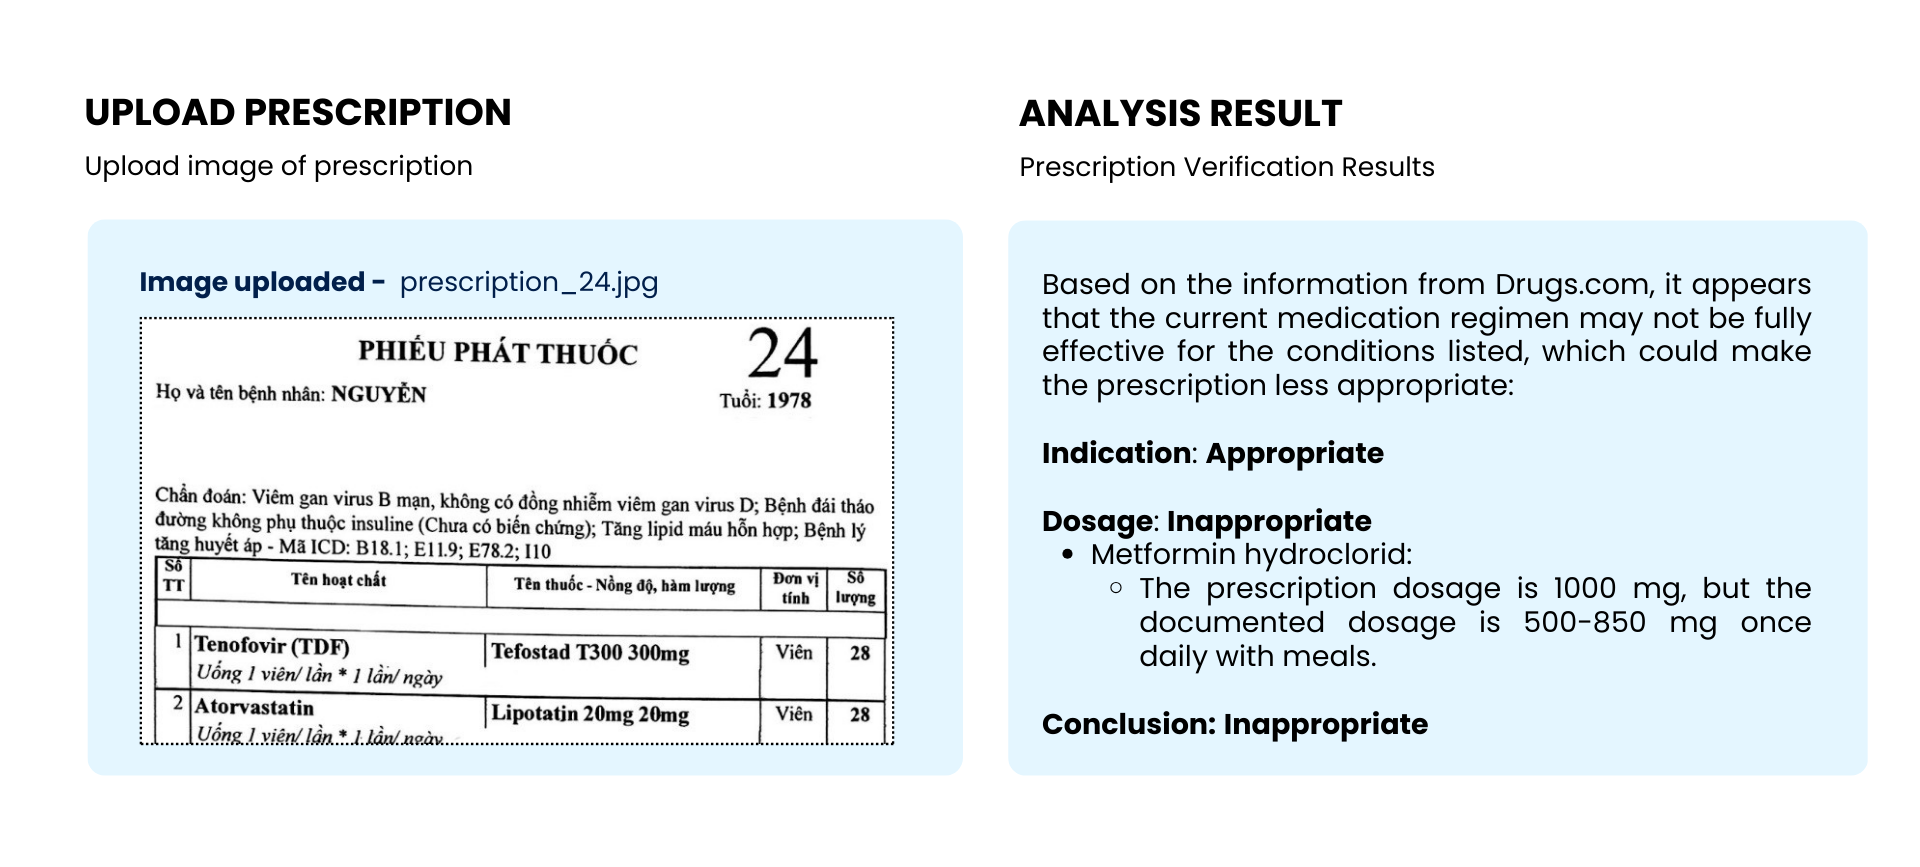 UPLOAD PRESCRIPTION
Upload image of prescription
Image uploaded - prescription_24.jpg
PHIẾU PHÁT THUỐC
24
Họ và tên bệnh nhân: NGUYỄN
Tuổi: 1978
Chẩn đoán: Viêm gan virus B mạn, không có đồng nhiễm viêm gan virus D; Bệnh đái tháo
đường không phụ thuộc insuline (Chưa có biến chứng); Tăng lipid máu hỗn hợp; Bệnh lý
tăng huyết áp - Mã ICD: B18.1; E11.9; E78.2; I10
Số TT Tên hoạt chất Tên thuốc - Nồng độ, hàm lượng Đơn vị tính Số lượng
1 Tenofovir (TDF) Tefostad T300 300mg Viên 28
Uống 1 viên/ lần * 1 lần/ ngày
2 Atorvastatin Lipotatin 20mg 20mg Viên 28
Uống 1 viên/ lần * 1 lần/ ngày
ANALYSIS RESULT
Prescription Verification Results
Based on the information from Drugs.com, it appears
that the current medication regimen may not be fully
effective for the conditions listed, which could make
the prescription less appropriate:
Indication: Appropriate
Dosage: Inappropriate
• Metformin hydroclorid:
○ The prescription dosage is 1000 mg, but the
documented dosage is 500-850 mg once
daily with meals.
Conclusion: Inappropriate